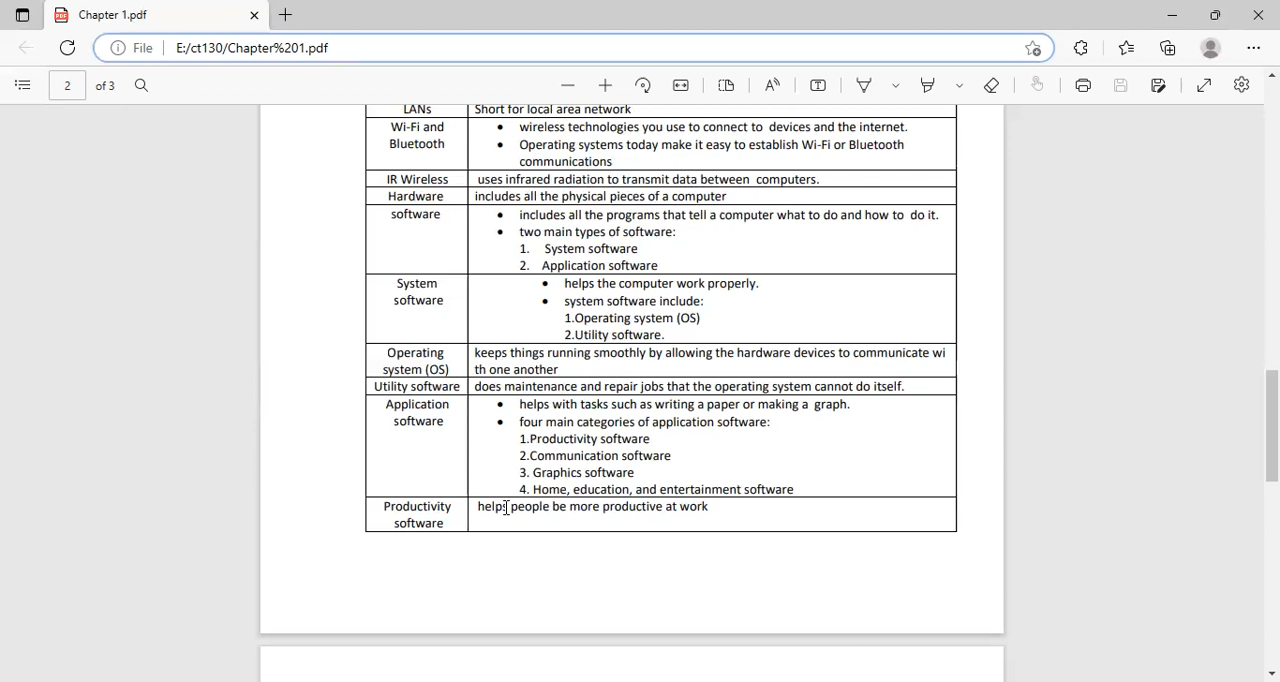 Chapter 1.pdf
File E:/ct130/Chapter%201.pdf
2 of 3
LANs Short for local area network
Wi-Fi and Bluetooth
• wireless technologies you use to connect to devices and the internet.
• Operating systems today make it easy to establish Wi-Fi or Bluetooth
communications
IR Wireless uses infrared radiation to transmit data between computers.
Hardware includes all the physical pieces of a computer
software
• includes all the programs that tell a computer what to do and how to do it.
• two main types of software:
1. System software
2. Application software
System
software
• helps the computer work properly.
• system software include:
1.Operating system (OS)
2.Utility software.
Operating
system (OS)
keeps things running smoothly by allowing the hardware devices to communicate wi
th one another
Utility software does maintenance and repair jobs that the operating system cannot do itself.
Application
software
• helps with tasks such as writing a paper or making a graph.
• four main categories of application software:
1.Productivity software
2.Communication software
3. Graphics software
4. Home, education, and entertainment software
Productivity
software
helps people be more productive at work